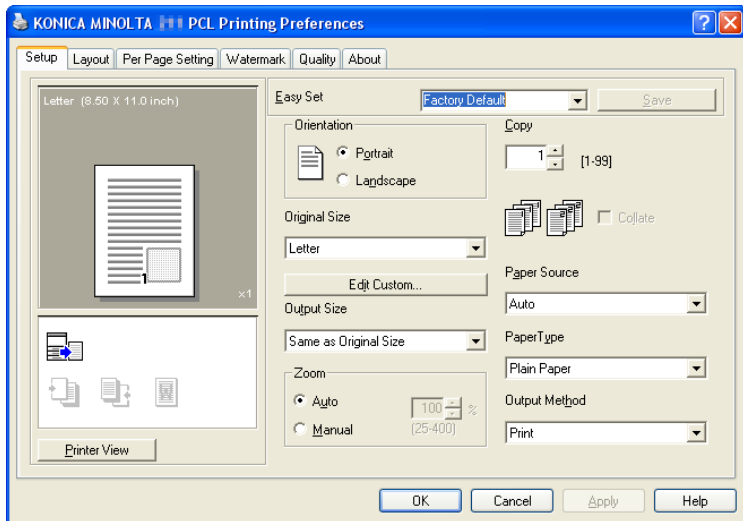 KONICA MINOLTA PCL Printing Preferences
Setup Layout Per Page Setting Watermark Quality About
Letter (8.50 X 11.0 inch)
1
x1
Printer View
Easy Set Factory Default Save
Orientation
Portrait
Landscape
Original Size
Letter
Edit Custom...
Output Size
Same as Original Size
Zoom
Auto
100 %
Manual (25-400)
Copy
1 [1-99]
Collate
Paper Source
Auto
PaperType
Plain Paper
Output Method
Print
OK Cancel Apply Help